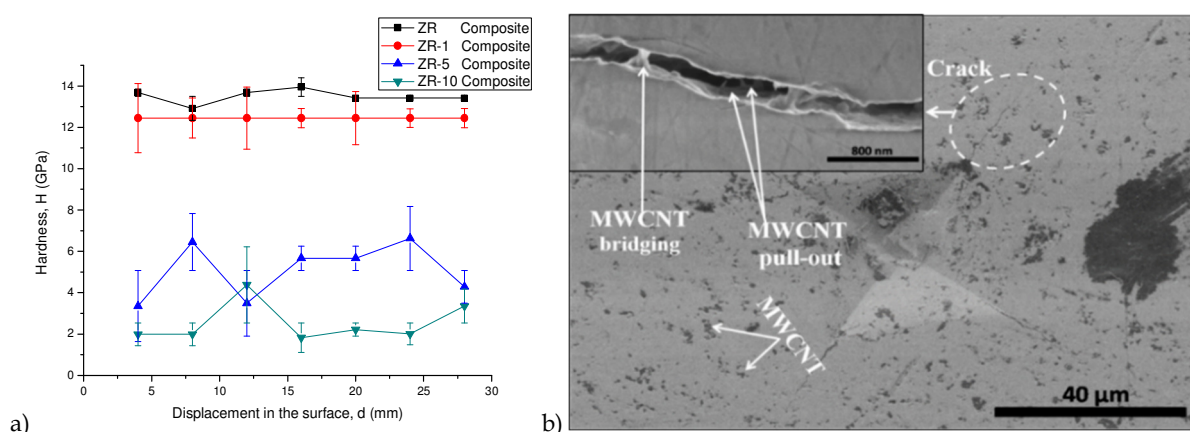 ZR Composite
ZR-1 Composite
ZR-5 Composite
ZR-10 Composite
14
12
10
8
6
4
2
0
Hardness, H (GPa)
0 5 10 15 20 25 30
Displacement in the surface, d (mm)
a)
Crack
800 nm
MWCNT
bridging
MWCNT
pull-out
MWCNT
40 µm
b)